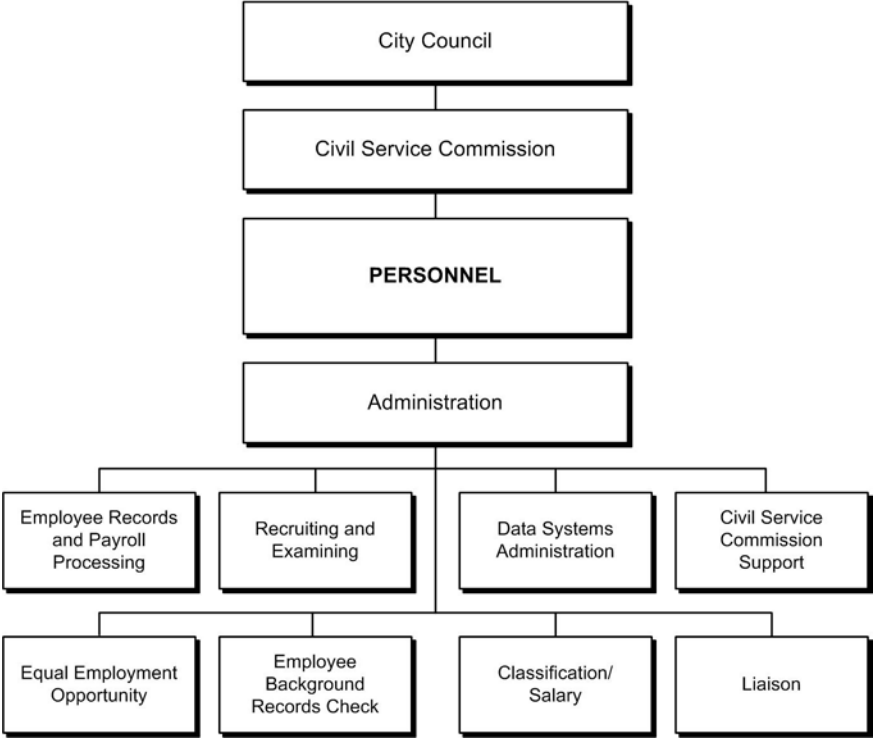 City Council
Civil Service Commission
PERSONNEL
Administration
Employee Records
and Payroll
Processing
Recruiting and
Examining
Data Systems
Administration
Civil Service
Commission
Support
Equal Employment
Opportunity
Employee
Background
Records Check
Classification/
Salary
Liaison